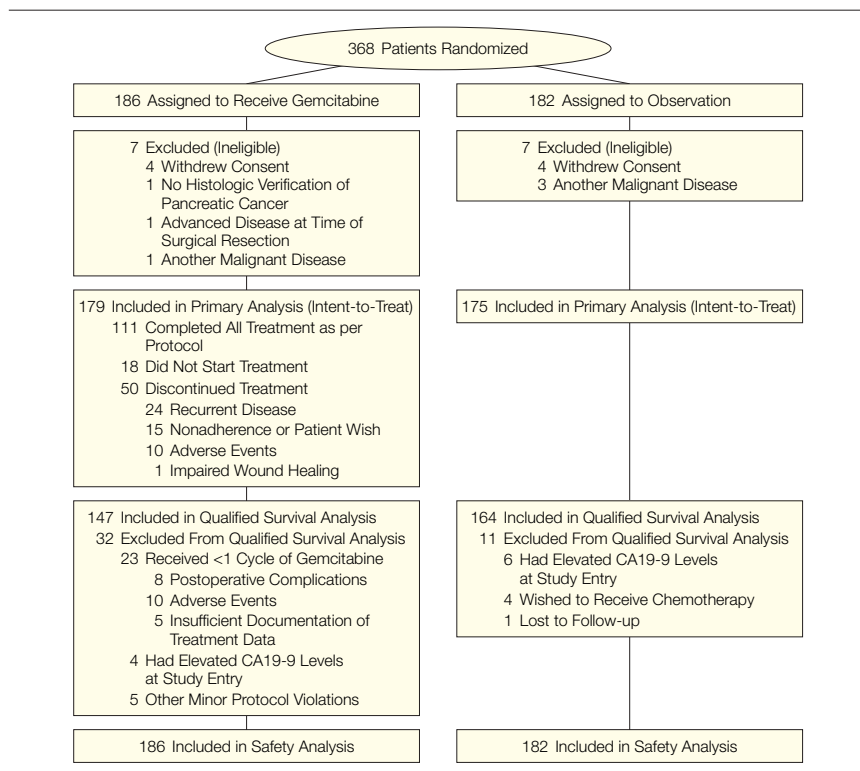 368 Patients Randomized
186 Assigned to Receive Gemcitabine
7 Excluded (Ineligible)
4 Withdrew Consent
1 No Histologic Verification of
Pancreatic Cancer
1 Advanced Disease at Time of
Surgical Resection
1 Another Malignant Disease
179 Included in Primary Analysis (Intent-to-Treat)
111 Completed All Treatment as per
Protocol
18 Did Not Start Treatment
50 Discontinued Treatment
24 Recurrent Disease
15 Nonadherence or Patient Wish
10 Adverse Events
1 Impaired Wound Healing
147 Included in Qualified Survival Analysis
32 Excluded From Qualified Survival Analysis
23 Received <1 Cycle of Gemcitabine
8 Postoperative Complications
10 Adverse Events
5 Insufficient Documentation of
Treatment Data
4 Had Elevated CA19-9 Levels
at Study Entry
5 Other Minor Protocol Violations
186 Included in Safety Analysis
182 Assigned to Observation
7 Excluded (Ineligible)
4 Withdrew Consent
3 Another Malignant Disease
175 Included in Primary Analysis (Intent-to-Treat)
164 Included in Qualified Survival Analysis
11 Excluded From Qualified Survival Analysis
6 Had Elevated CA19-9 Levels
at Study Entry
4 Wished to Receive Chemotherapy
1 Lost to Follow-up
182 Included in Safety Analysis